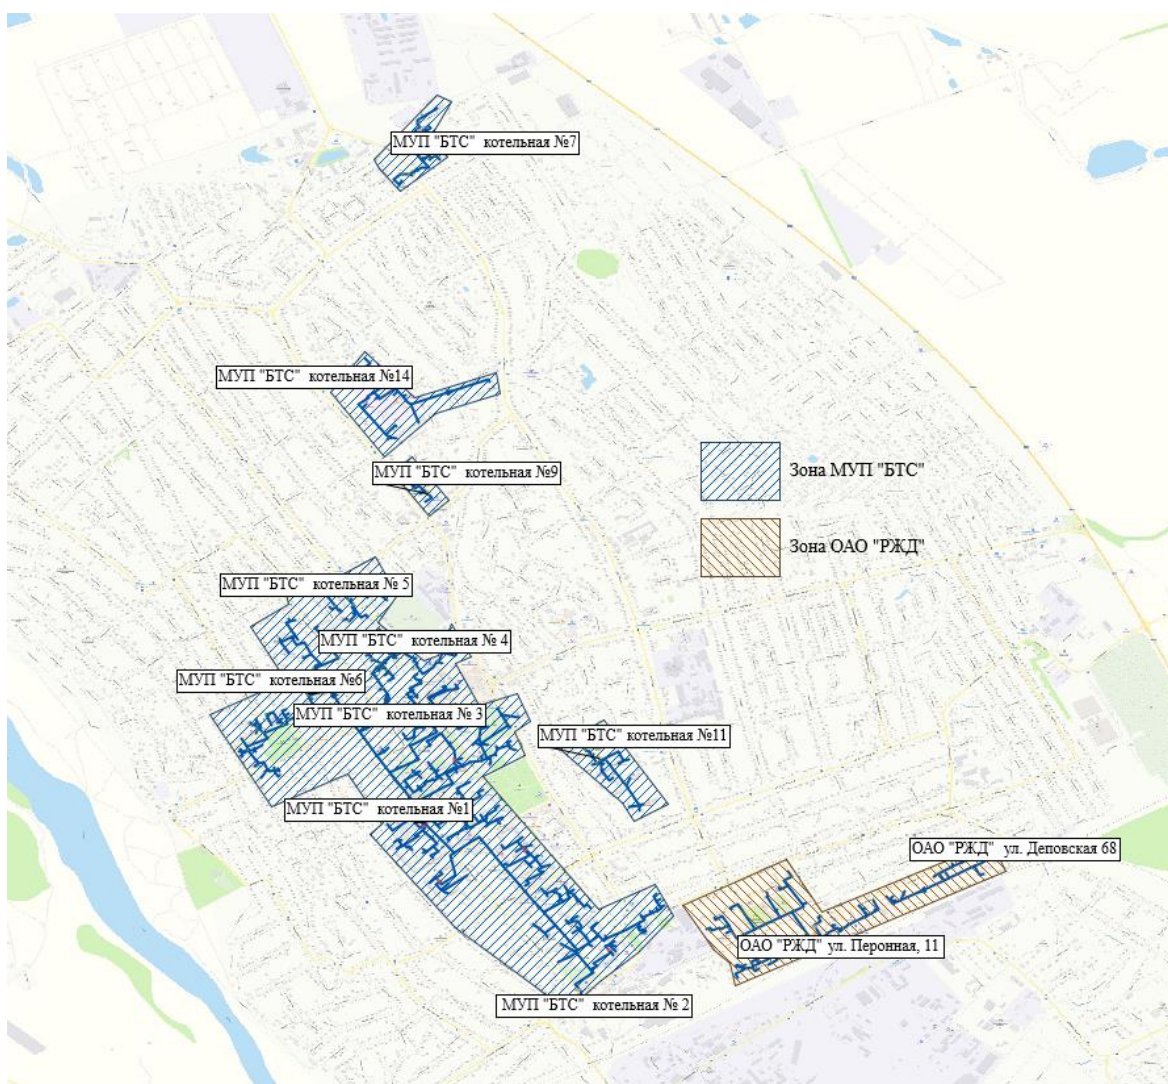 МУП "БТС" котельная №7
МУП "БТС" котельная №14
МУП "БТС" котельная №9
Зона МУП "БТС"
Зона ОАО "РЖД"
МУП "БТС" котельная № 5
МУП "БТС" котельная № 4
МУП "БТС" котельная №6
МУП "БТС" котельная № 3
МУП "БТС" котельная №11
МУП "БТС" котельная №1
ОАО "РЖД" ул. Деповская 68
ОАО "РЖД" ул. Перонная, 11
МУП "БТС" котельная № 2